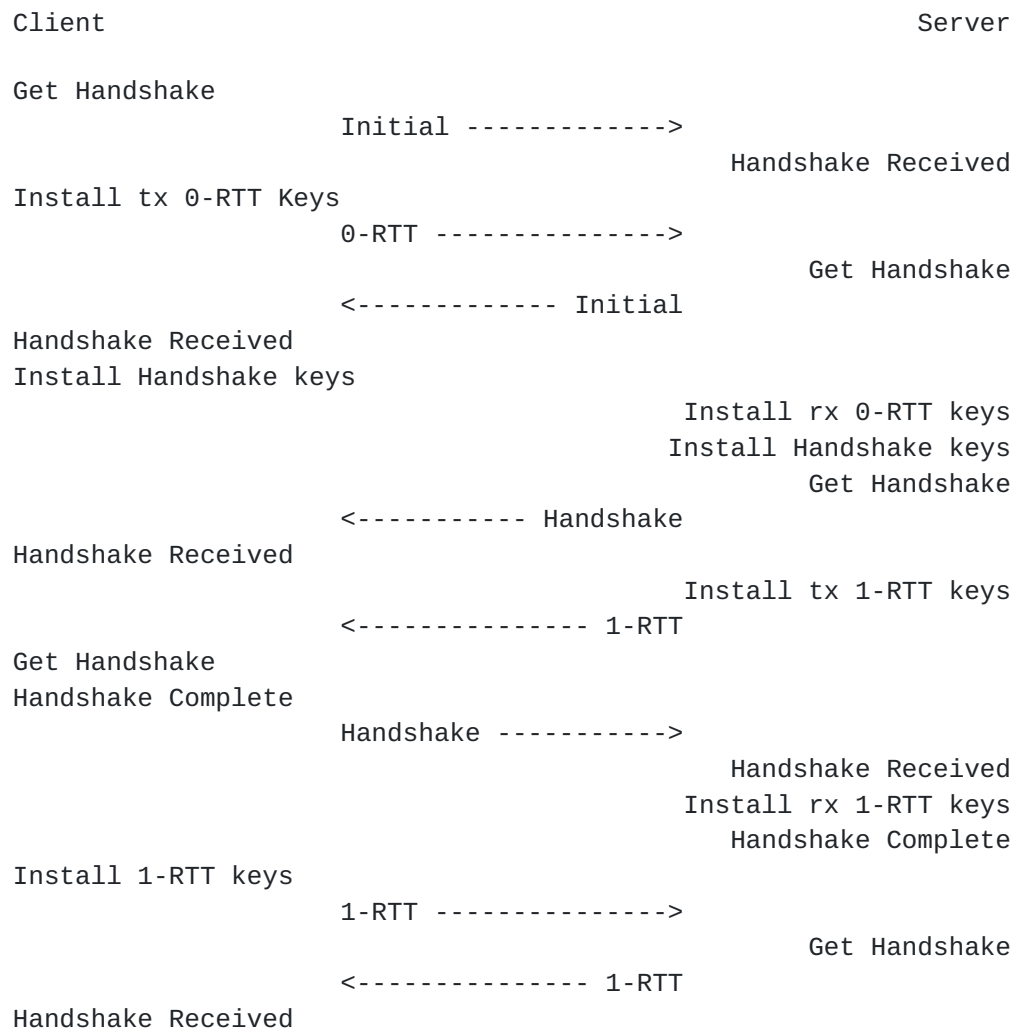 Client                                                    Server

Get Handshake
                     Initial ------------->
                                              Handshake Received
Install tx 0-RTT Keys
                     0-RTT --------------->
                                                   Get Handshake
                     <------------- Initial
Handshake Received
Install Handshake keys
                                           Install rx 0-RTT keys
                                          Install Handshake keys
                                                   Get Handshake
                     <----------- Handshake
Handshake Received
                                           Install tx 1-RTT keys
                     <--------------- 1-RTT
Get Handshake
Handshake Complete
                     Handshake ----------->
                                              Handshake Received
                                           Install rx 1-RTT keys
                                              Handshake Complete
Install 1-RTT keys
                     1-RTT --------------->
                                                   Get Handshake
                     <--------------- 1-RTT
Handshake Received